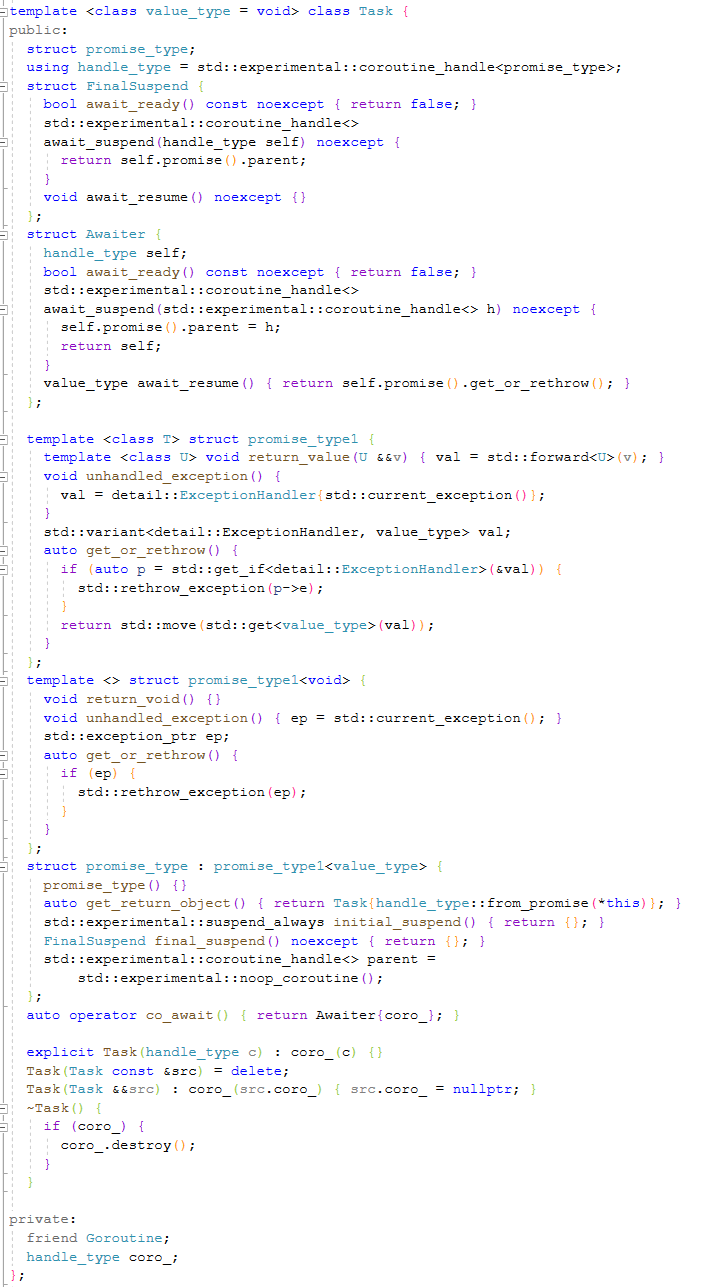 template <class value_type = void> class Task {
public:
  struct promise_type;
  using handle_type = std::experimental::coroutine_handle<promise_type>;
  struct FinalSuspend {
    bool await_ready() const noexcept { return false; }
    std::experimental::coroutine_handle<>
    await_suspend(handle_type self) noexcept {
      return self.promise().parent;
    }
    void await_resume() noexcept {}
  };
  struct Awaiter {
    handle_type self;
    bool await_ready() const noexcept { return false; }
    std::experimental::coroutine_handle<>
    await_suspend(std::experimental::coroutine_handle<> h) noexcept {
      self.promise().parent = h;
      return self;
    }
    value_type await_resume() { return self.promise().get_or_rethrow(); }
  };

  template <class T> struct promise_type1 {
    template <class U> void return_value(U &&v) { val = std::forward<U>(v); }
    void unhandled_exception() {
      val = detail::ExceptionHandler{std::current_exception()};
    }
    std::variant<detail::ExceptionHandler, value_type> val;
    auto get_or_rethrow() {
      if (auto p = std::get_if<detail::ExceptionHandler>(&val)) {
        std::rethrow_exception(p->e);
      }
      return std::move(std::get<value_type>(val));
    }
  };
  template <> struct promise_type1<void> {
    void return_void() {}
    void unhandled_exception() { ep = std::current_exception(); }
    std::exception_ptr ep;
    auto get_or_rethrow() {
      if (ep) {
        std::rethrow_exception(ep);
      }
    }
  };
  struct promise_type : promise_type1<value_type> {
    promise_type() {}
    auto get_return_object() { return Task{handle_type::from_promise(*this)}; }
    std::experimental::suspend_always initial_suspend() { return {}; }
    FinalSuspend final_suspend() noexcept { return {}; }
    std::experimental::coroutine_handle<> parent =
        std::experimental::noop_coroutine();
  };
  auto operator co_await() { return Awaiter{coro_}; }

  explicit Task(handle_type c) : coro_(c) {}
  Task(Task const &src) = delete;
  Task(Task &&src) : coro_(src.coro_) { src.coro_ = nullptr; }
  ~Task() {
    if (coro_) {
      coro_.destroy();
    }
  }

private:
  friend Goroutine;
  handle_type coro_;
};